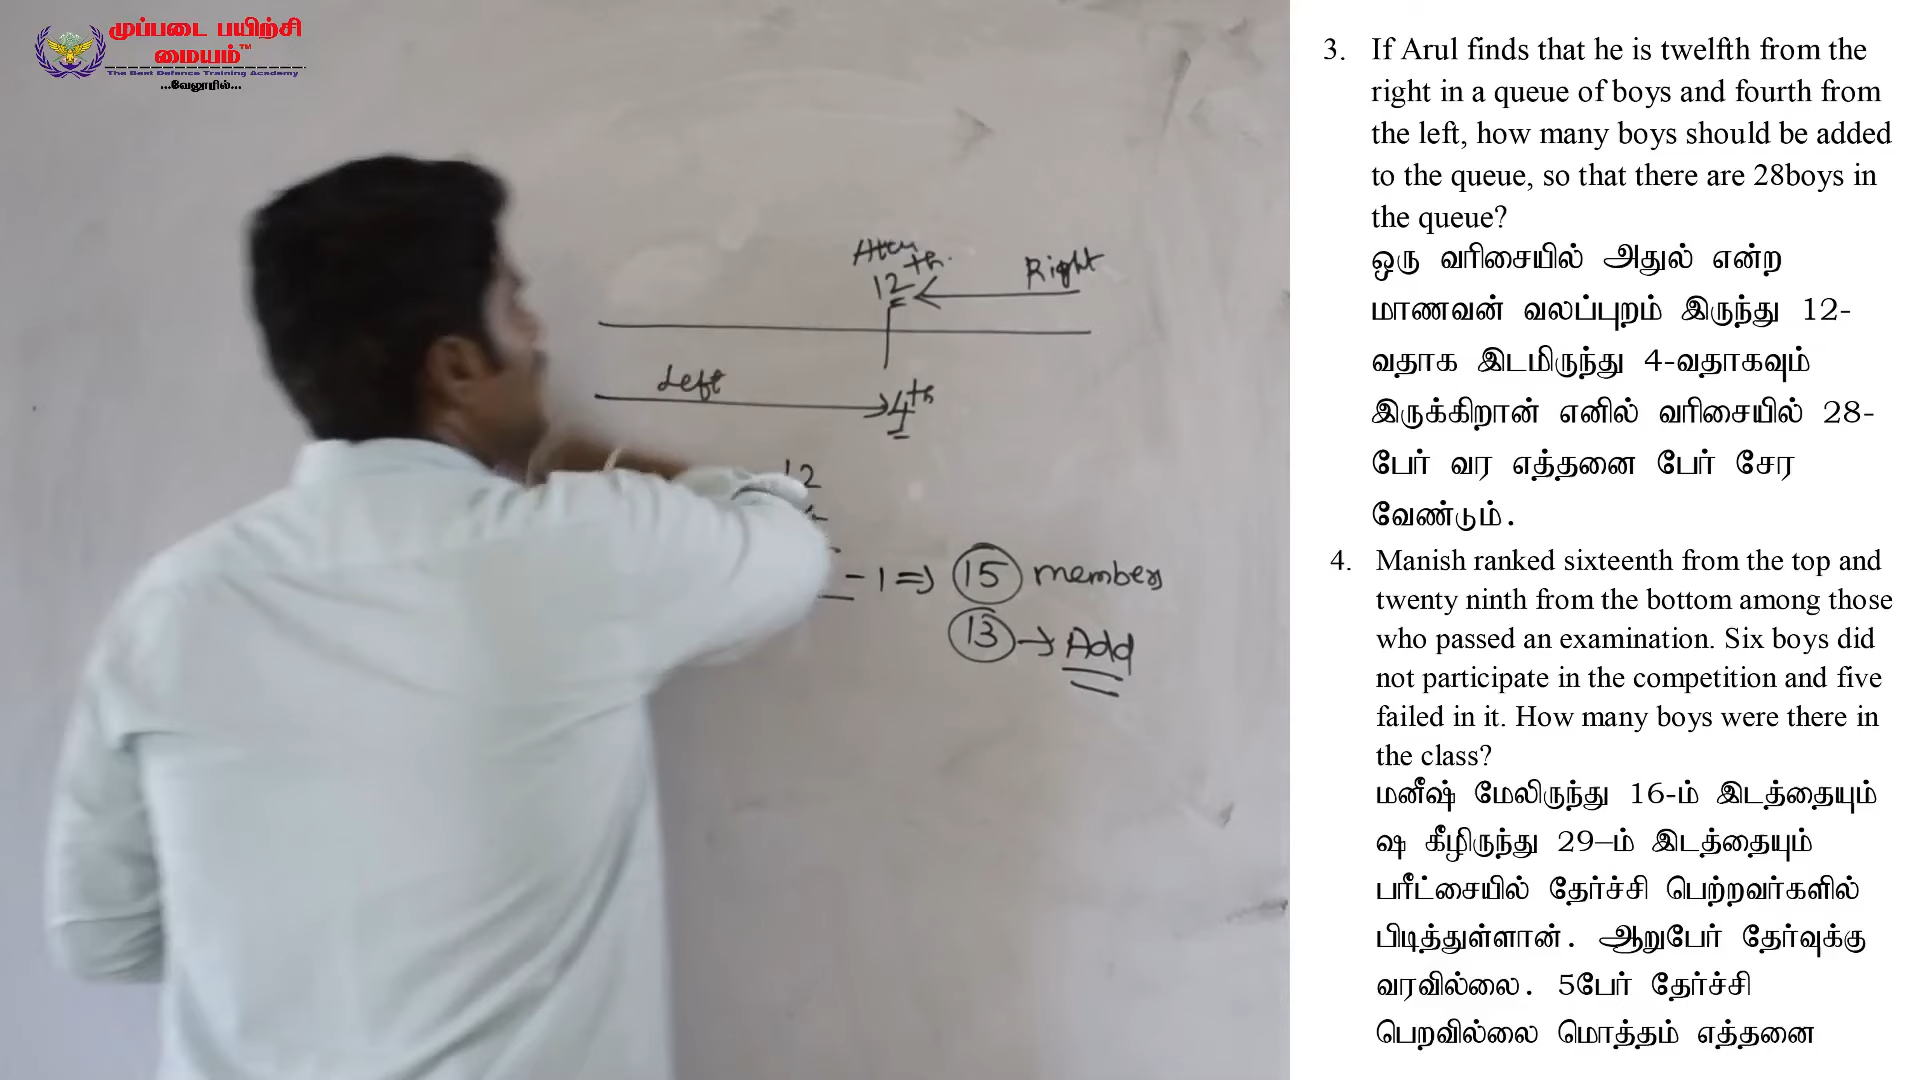 முப்படை பயிற்சி
மையம்™
The Best Defence Training Academy
...வேலூரில்...
12th.
Right
Left
4th
12
- 1 => 15 members
13 → Add
3. If Arul finds that he is twelfth from the
right in a queue of boys and fourth from
the left, how many boys should be added
to the queue, so that there are 28boys in
the queue?
ஒரு வரிசையில் அதுல் என்ற
மாணவன் வலப்புறம் இருந்து 12-
வதாக இடமிருந்து 4-வதாகவும்
இருக்கிறான் எனில் வரிசையில் 28-
பேர் வர எத்தனை பேர் சேர
வேண்டும்.
4. Manish ranked sixteenth from the top and
twenty ninth from the bottom among those
who passed an examination. Six boys did
not participate in the competition and five
failed in it. How many boys were there in
the class?
மனீஷ் மேலிருந்து 16-ம் இடத்தையும்
ஷ கீழிருந்து 29–ம் இடத்தையும்
பரீட்சையில் தேர்ச்சி பெற்றவர்களில்
பிடித்துள்ளான். ஆறுபேர் தேர்வுக்கு
வரவில்லை. 5பேர் தேர்ச்சி
பெறவில்லை மொத்தம் எத்தனை